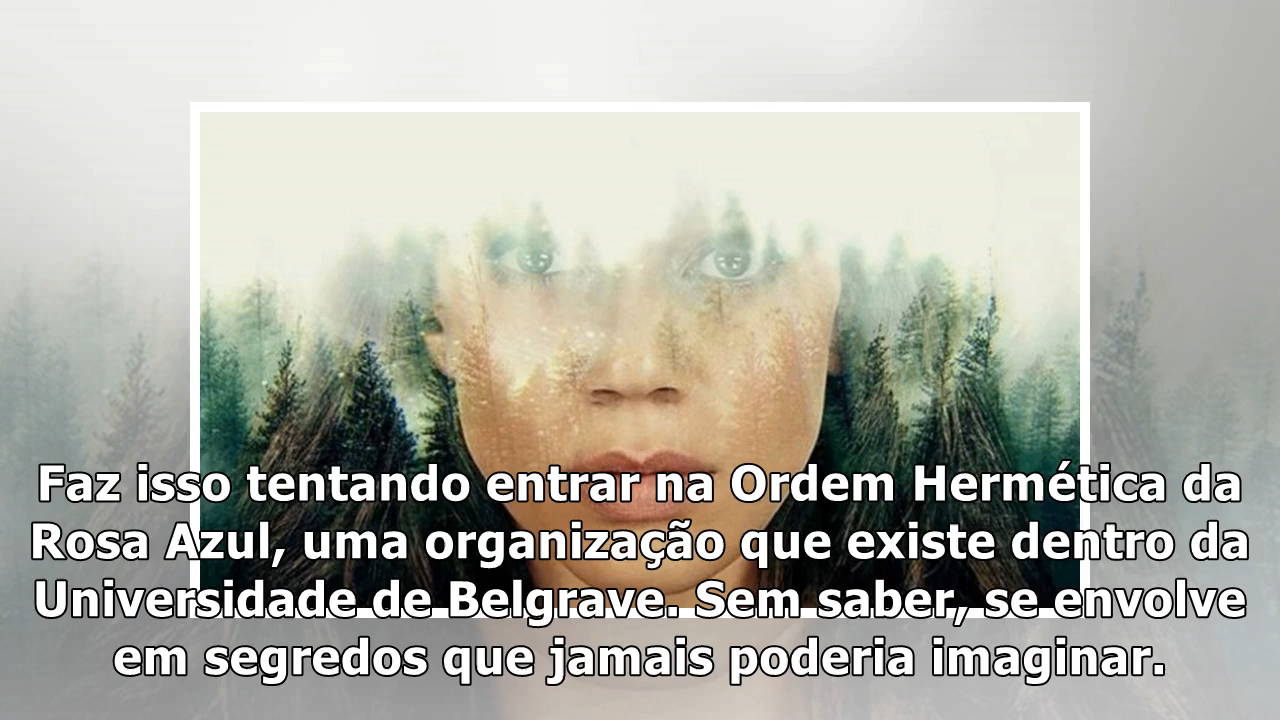 Faz isso tentando entrar na Ordem Hermética da
Rosa Azul, uma organização que existe dentro da
Universidade de Belgrave. Sem saber, se envolve
em segredos que jamais poderia imaginar.